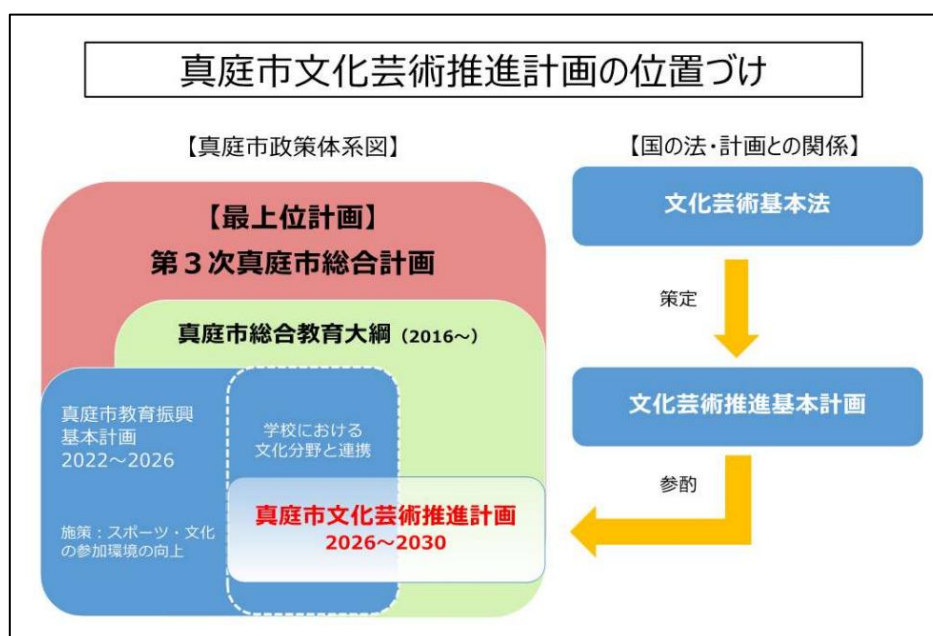 真庭市文化芸術推進計画の位置づけ
【真庭市政策体系図】
【最上位計画】
第３次真庭市総合計画
真庭市総合教育大綱（2016～）
真庭市教育振興
基本計画
2022～2026
施策：スポーツ・文化
の参加環境の向上
学校における
文化分野と連携
真庭市文化芸術推進計画
2026～2030
【国の法・計画との関係】
文化芸術基本法
策定
文化芸術推進基本計画
参酌